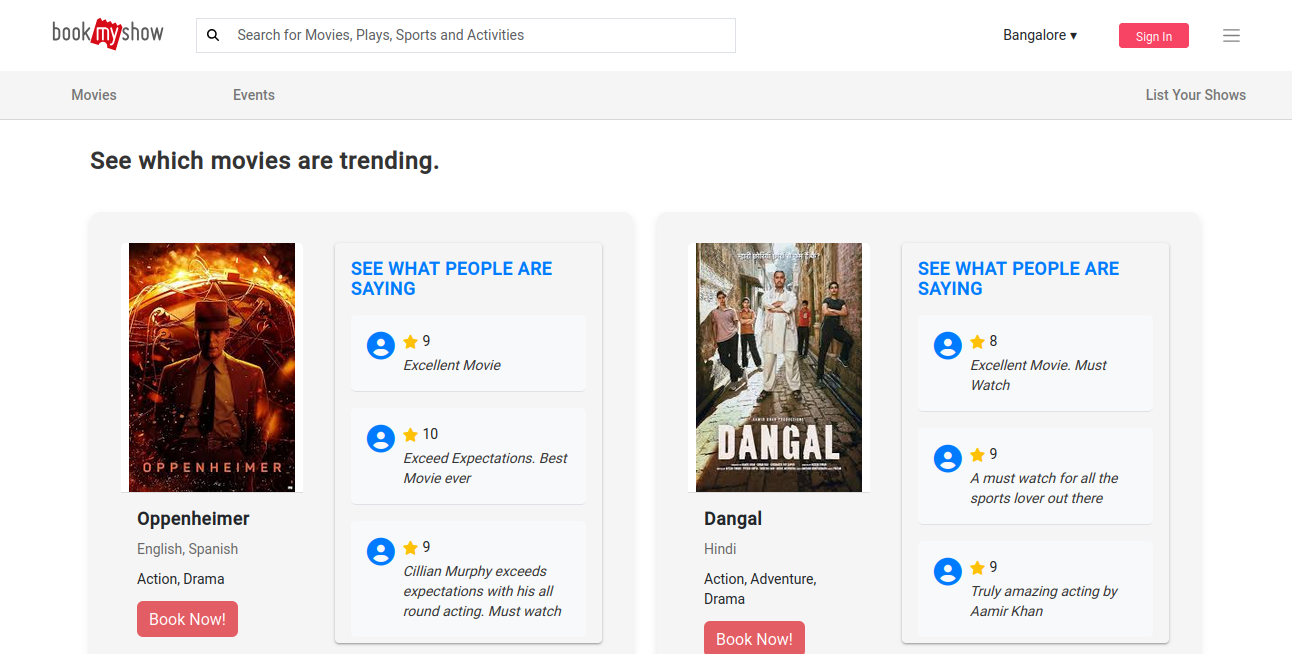 bookmyshow
Search for Movies, Plays, Sports and Activities
Bangalore ▾
Sign In
Movies
Events
List Your Shows
See which movies are trending.
OPPENHEIMER
Oppenheimer
English, Spanish
Action, Drama
Book Now!
SEE WHAT PEOPLE ARE
SAYING
9
Excellent Movie
10
Exceed Expectations. Best
Movie ever
9
Cillian Murphy exceeds
expectations with his all
round acting. Must watch
DANGAL
Dangal
Hindi
Action, Adventure,
Drama
Book Now!
SEE WHAT PEOPLE ARE
SAYING
8
Excellent Movie. Must
Watch
9
A must watch for all the
sports lover out there
9
Truly amazing acting by
Aamir Khan